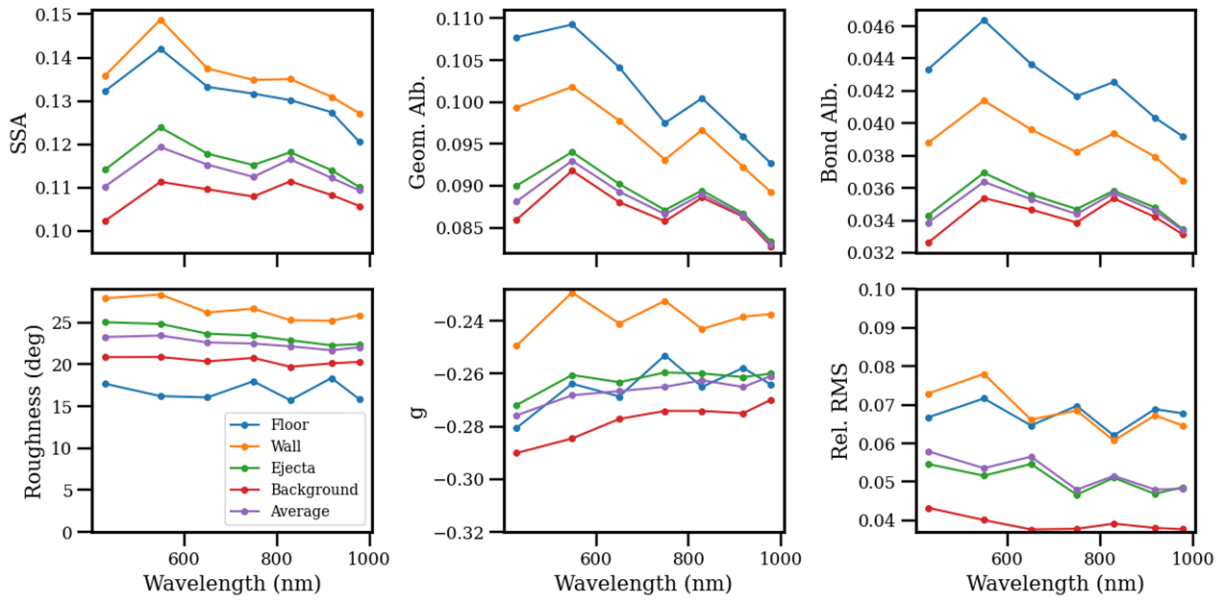 SSA
0.15
0.14
0.13
0.12
0.11
0.10
Geom. Alb.
0.110
0.105
0.100
0.095
0.090
0.085
Bond Alb.
0.046
0.044
0.042
0.040
0.038
0.036
0.034
0.032
Roughness (deg)
25
20
15
10
5
0
Floor
Wall
Ejecta
Background
Average
600 800 1000
Wavelength (nm)
g
−0.24
−0.26
−0.28
−0.30
−0.32
600 800 1000
Wavelength (nm)
Rel. RMS
0.10
0.09
0.08
0.07
0.06
0.05
0.04
600 800 1000
Wavelength (nm)